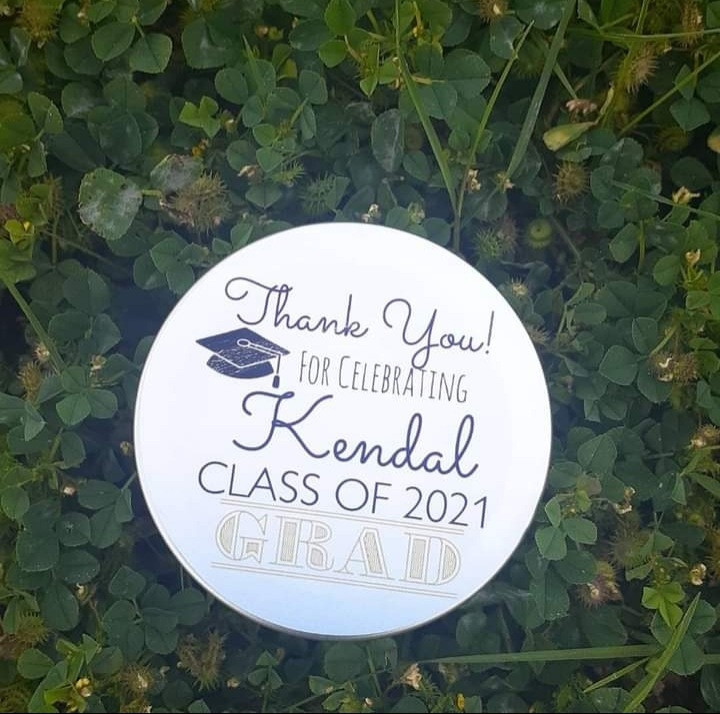 Thank You!
FOR CELEBRATING
Kendal
CLASS OF 2021
GRAD